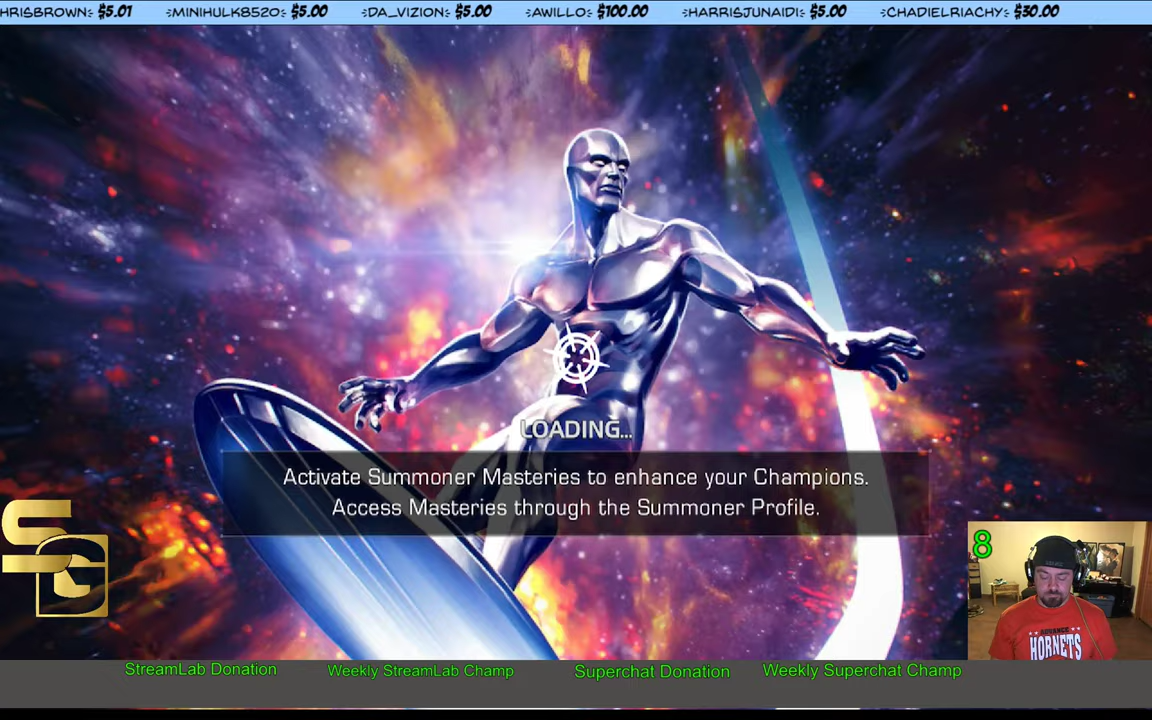 HRISBROWN: $5.01 MINIHULK8520: $5.00 DA_VIZION: $5.00 AWILLO: $100.00 HARRISJUNAIDI: $5.00 CHADIELRIACHY: $30.00
LOADING...
Activate Summoner Masteries to enhance your Champions.
Access Masteries through the Summoner Profile.
SG
8
HORNETS
StreamLab Donation Weekly StreamLab Champ Superchat Donation Weekly Superchat Champ